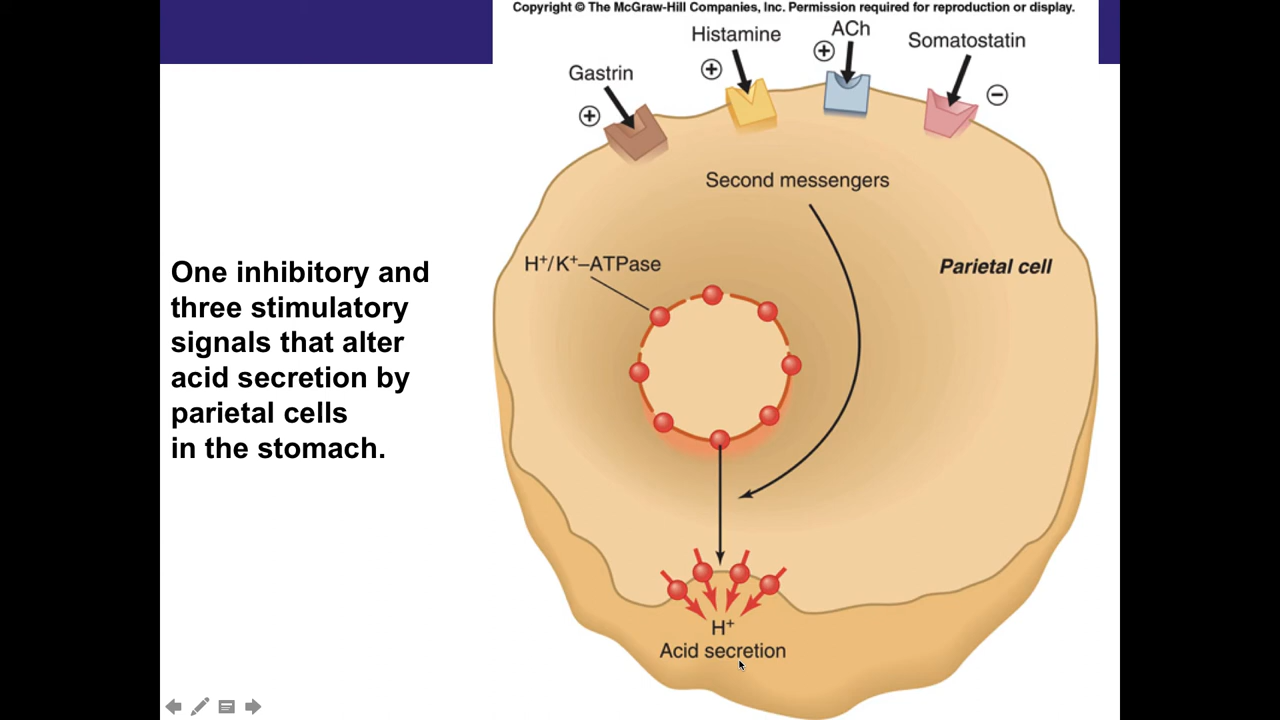 Copyright © The McGraw-Hill Companies, Inc. Permission required for reproduction or display.
Gastrin
+
Histamine
+
ACh
+
Somatostatin
−
Second messengers
H⁺/K⁺–ATPase
Parietal cell
One inhibitory and
three stimulatory
signals that alter
acid secretion by
parietal cells
in the stomach.
H⁺
Acid secretion